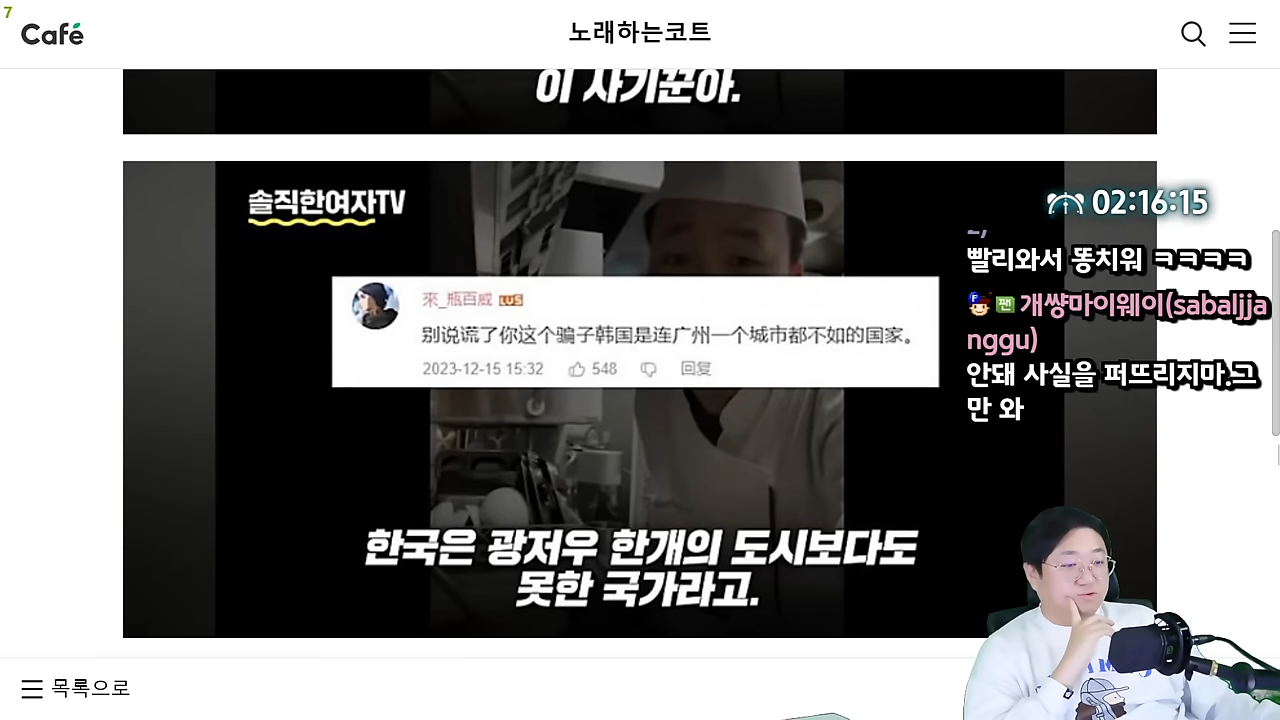 7
Café
노래하는코트
이 사기꾼아.
솔직한여자TV
02:16:15
빨리와서 똥치워 ㅋㅋㅋㅋ
팬 개썅마이웨이(sabaljja
nggu)
안돼 사실을 퍼뜨리지마.그
만 와
來_瓶百威 LV5
别说谎了你这个骗子韩国是连广州一个城市都不如的国家。
2023-12-15 15:32 548 回复
한국은 광저우 한개의 도시보다도
못한 국가라고.
목록으로